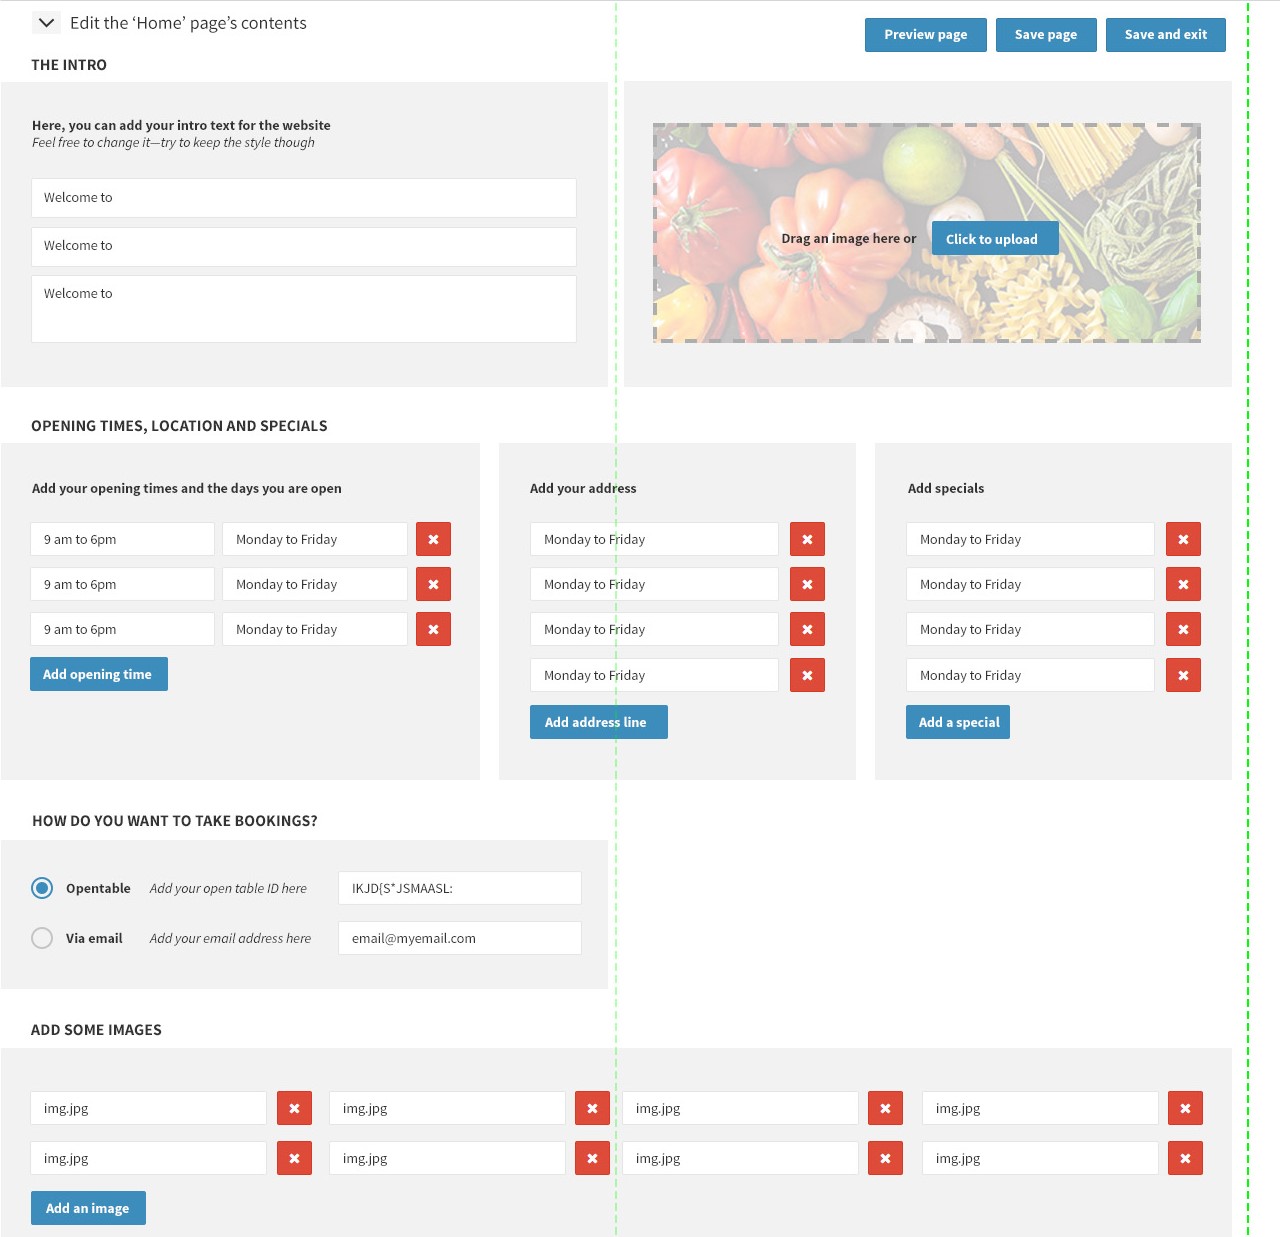 Edit the ‘Home’ page’s contents
Preview page
Save page
Save and exit
THE INTRO
Here, you can add your intro text for the website
Feel free to change it—try to keep the style though
Welcome to
Welcome to
Welcome to
Drag an image here or
Click to upload
OPENING TIMES, LOCATION AND SPECIALS
Add your opening times and the days you are open
9 am to 6pm
Monday to Friday
9 am to 6pm
Monday to Friday
9 am to 6pm
Monday to Friday
Add opening time
Add your address
Monday to Friday
Monday to Friday
Monday to Friday
Monday to Friday
Add address line
Add specials
Monday to Friday
Monday to Friday
Monday to Friday
Monday to Friday
Add a special
HOW DO YOU WANT TO TAKE BOOKINGS?
Opentable
Add your open table ID here
IKJD{S*JSMAASL:
Via email
Add your email address here
email@myemail.com
ADD SOME IMAGES
img.jpg
img.jpg
img.jpg
img.jpg
img.jpg
img.jpg
img.jpg
img.jpg
Add an image